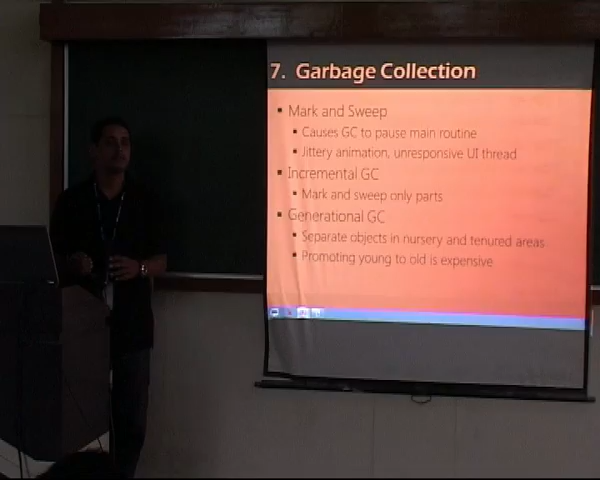 7. Garbage Collection
Mark and Sweep
Causes GC to pause main routine
Jittery animation, unresponsive UI thread
Incremental GC
Mark and sweep only parts
Generational GC
Separate objects in nursery and tenured areas
Promoting young to old is expensive